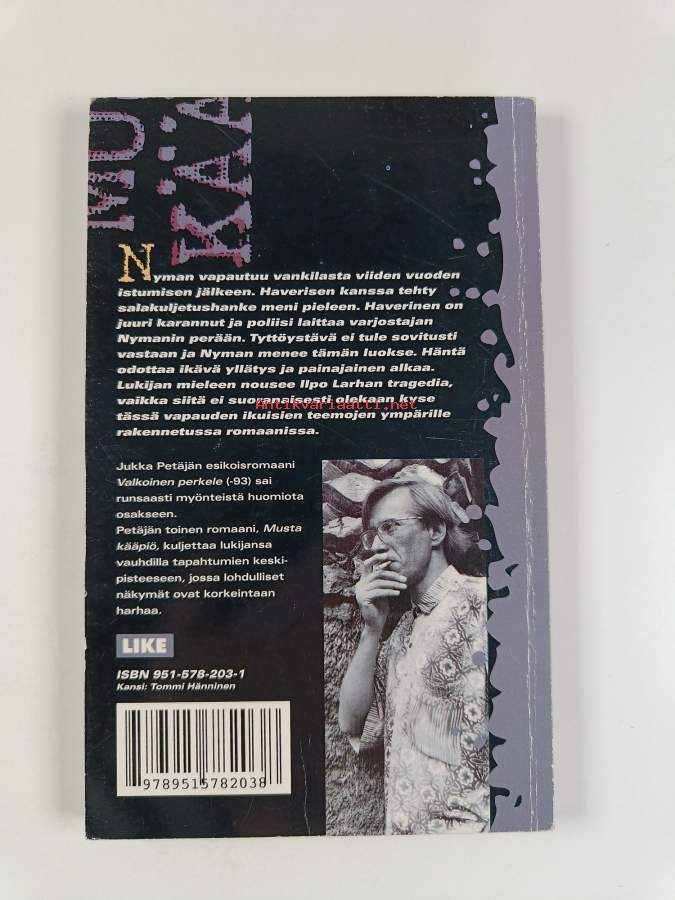 MU
KÄÄ
Nyman vapautuu vankilasta viiden vuoden
istumisen jälkeen. Haverisen kanssa tehty
salakuljetushanke meni pieleen. Haverinen on
juuri karannut ja poliisi laittaa varjostajan
Nymanin perään. Tyttöystävä ei tule sovitusti
vastaan ja Nyman menee tämän luokse. Häntä
odottaa ikävä yllätys ja painajainen alkaa.
Lukijan mieleen nousee Ilpo Larhan tragedia,
vaikka siitä ei suoranaisesti olekaan kyse
Antikvariaatti.net
tässä vapauden ikuisien teemojen ympärille
rakennetussa romaanissa.
Jukka Petäjän esikoisromaani
Valkoinen perkele (-93) sai
runsaasti myönteistä huomiota
osakseen.
Petäjän toinen romaani, Musta
kääpiö, kuljettaa lukijansa
vauhdilla tapahtumien keski-
pisteeseen, jossa lohdulliset
näkymät ovat korkeintaan
harhaa.
LIKE
ISBN 951-578-203-1
Kansi: Tommi Hänninen
9789515782038